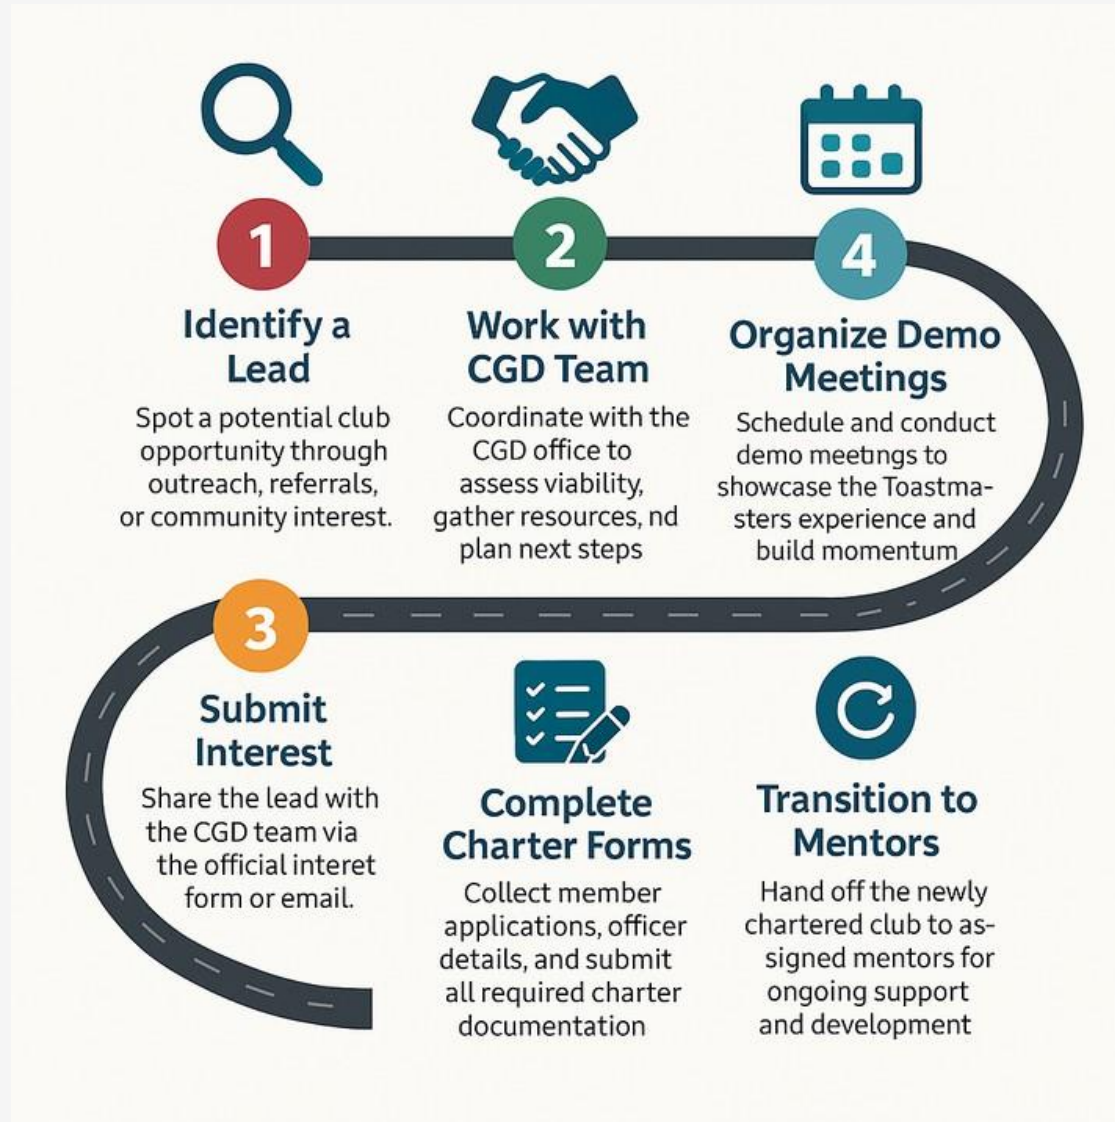 1
Identify a
Lead
Spot a potential club
opportunity through
outreach, referrals,
or community interest.
2
Work with
CGD Team
Coordinate with the
CGD office to
assess viability,
gather resources, nd
plan next steps
4
Organize Demo
Meetings
Schedule and conduct
demo meetings to
showcase the Toastma-
sters experience and
build momentum
3
Submit
Interest
Share the lead with
the CGD team via
the official interet
form or email.
Complete
Charter Forms
Collect member
applications, officer
details, and submit
all required charter
documentation
Transition to
Mentors
Hand off the newly
chartered club to as-
signed mentors for
ongoing support
and development